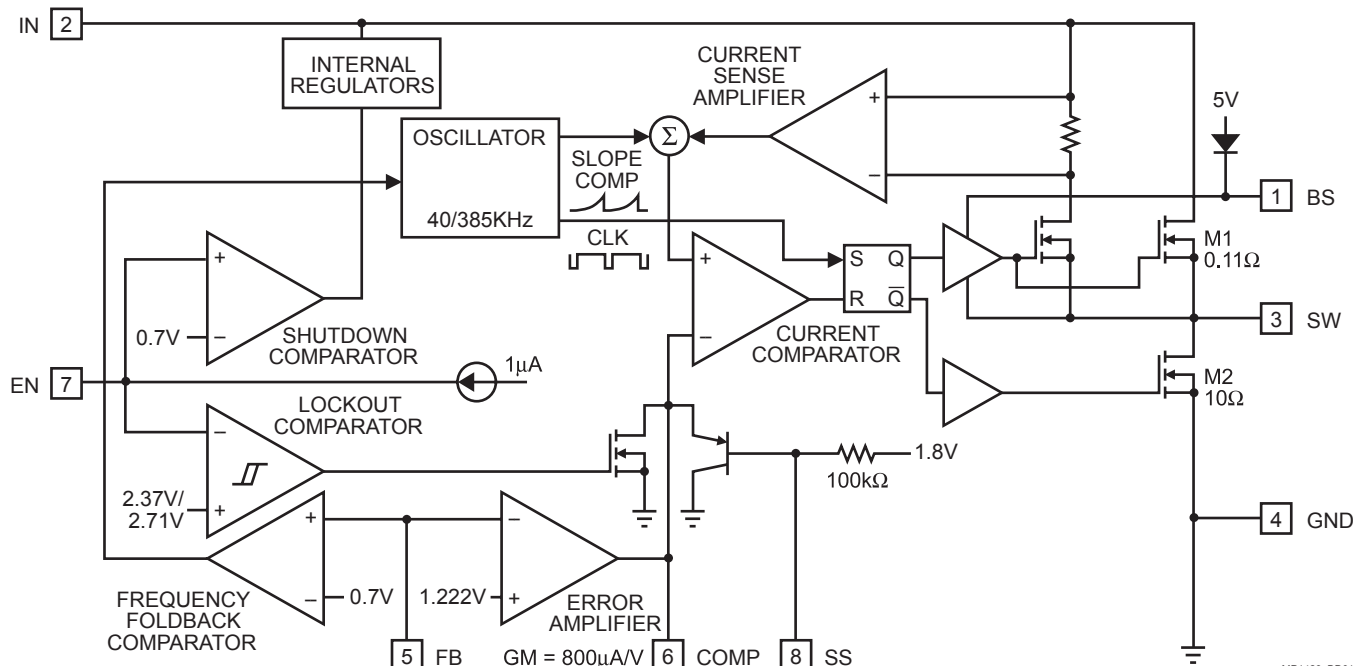 IN 2
INTERNAL
REGULATORS
CURRENT
SENSE
AMPLIFIER
+
−
5V
OSCILLATOR
40/385KHz
Σ
SLOPE
COMP
CLK
1 BS
+
−
0.7V
SHUTDOWN
COMPARATOR
+
−
CURRENT
COMPARATOR
S Q
R Q̅
M1
0.11Ω
3 SW
EN 7
1µA
LOCKOUT
COMPARATOR
−
+
2.37V/
2.71V
M2
10Ω
1.8V
100kΩ
4 GND
+
−
0.7V
FREQUENCY
FOLDBACK
COMPARATOR
−
+
1.222V
ERROR
AMPLIFIER
5 FB
GM = 800µA/V
6 COMP
8 SS